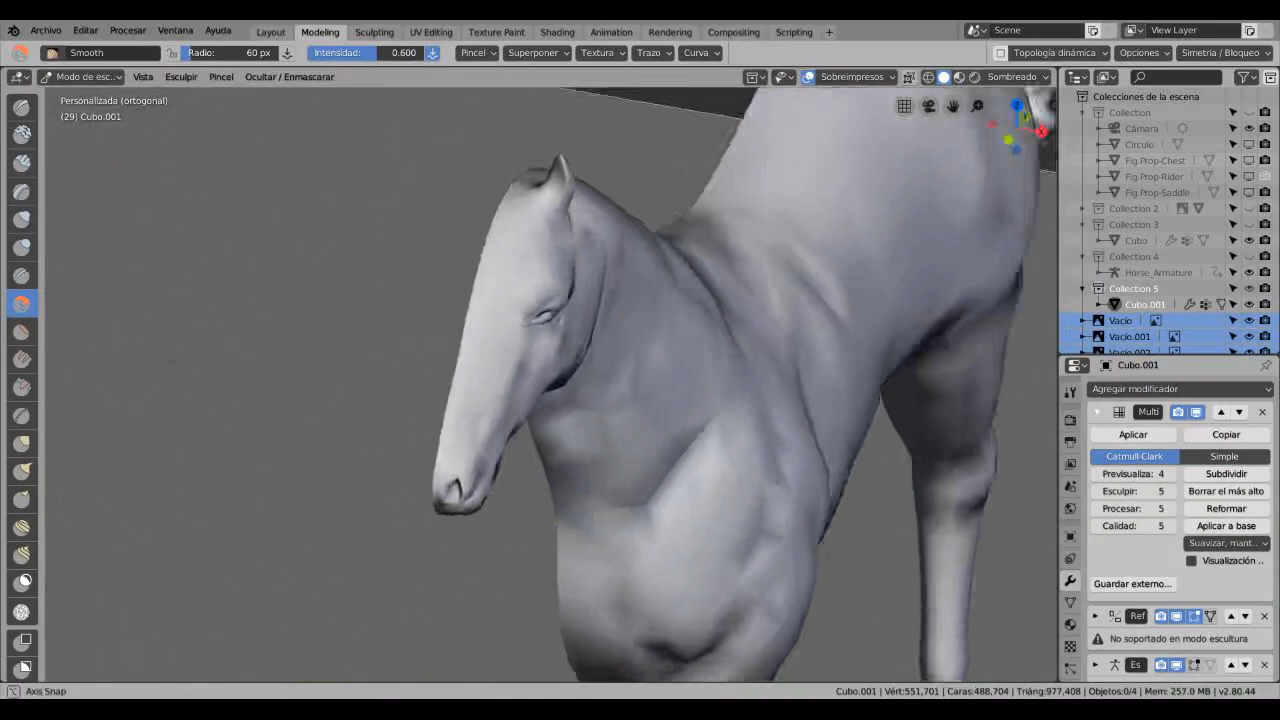 Archivo Editar Procesar Ventana Ayuda Layout Modeling Sculpting UV Editing Texture Paint Shading Animation Rendering Compositing Scripting + Scene View Layer
Smooth Radio: 60 px Intensidad: 0.600 Pincel Superponer Textura Trazo Curva Topología dinámica Opciones Simetría / Bloqueo
Modo de esc.. Vista Esculpir Pincel Ocultar / Enmascarar Sobreimpresos Sombreado
Personalizada (ortogonal)
(29) Cubo.001
Colecciones de la escena
Collection
Cámara
Círculo
Fig.Prop-Chest
Fig.Prop-Rider
Fig.Prop-Saddle
Collection 2
Collection 3
Cubo
Collection 4
Horse_Armature
Collection 5
Cubo.001
Vacío
Vacío.001
Vacío.002
Cubo.001
Agregar modificador
Multi
Aplicar Copiar
Catmull-Clark Simple
Previsualiza: 4 Subdividir
Esculpir: 5 Borrar el más alto
Procesar: 5 Reformar
Calidad: 5 Aplicar a base
Suavizar, mant..
Visualización ..
Guardar externo...
Ref
No soportado en modo escultura
Es
Axis Snap Cubo.001 | Vért:551,701 | Caras:488,704 | Triáng:977,408 | Objetos:0/4 | Mem: 257.0 MB | v2.80.44